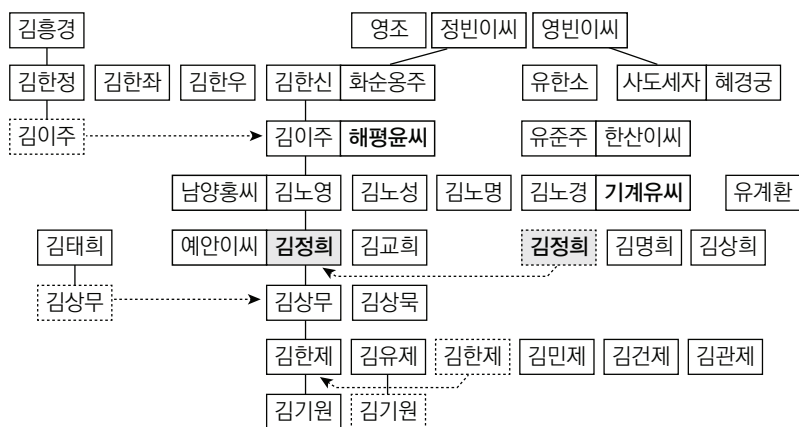 김흥경 영조 정빈이씨 영빈이씨
김한정 김한좌 김한우 김한신 화순옹주 유한소 사도세자 혜경궁
김이주 김이주 해평윤씨 유준주 한산이씨
남양홍씨 김노영 김노성 김노명 김노경 기계유씨 유계환
김태희 예안이씨 김정희 김교희 김정희 김명희 김상희
김상무 김상무 김상묵
김한제 김유제 김한제 김민제 김건제 김관제
김기원 김기원